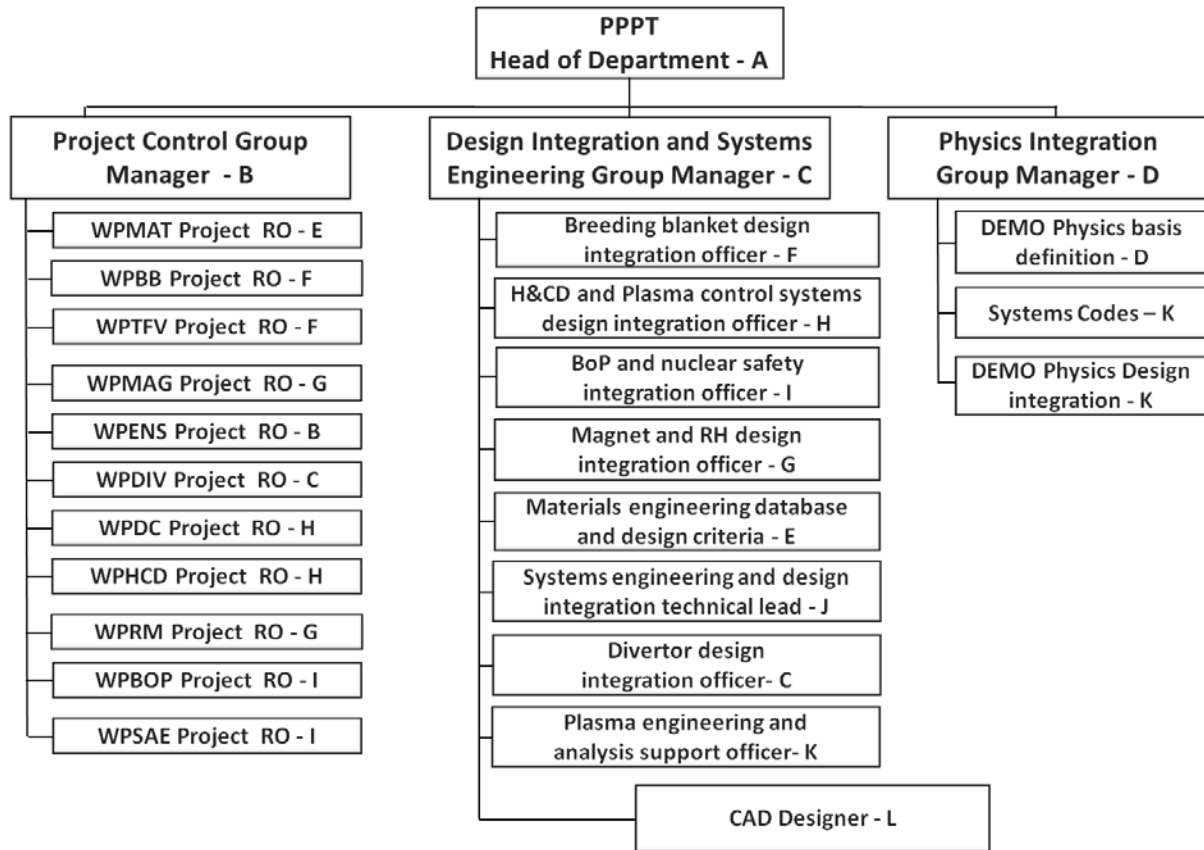 PPPT
Head of Department - A
Project Control Group
Manager - B
WPMAT Project RO - E
WPBB Project RO - F
WPTFV Project RO - F
WPMAG Project RO - G
WPENS Project RO - B
WPDIV Project RO - C
WPDC Project RO - H
WPHCD Project RO - H
WPRM Project RO - G
WPBOP Project RO - I
WPSAE Project RO - I
Design Integration and Systems
Engineering Group Manager - C
Breeding blanket design
integration officer - F
H&CD and Plasma control systems
design integration officer - H
BoP and nuclear safety
integration officer - I
Magnet and RH design
integration officer - G
Materials engineering database
and design criteria - E
Systems engineering and design
integration technical lead - J
Divertor design
integration officer- C
Plasma engineering and
analysis support officer- K
CAD Designer - L
Physics Integration
Group Manager - D
DEMO Physics basis
definition - D
Systems Codes – K
DEMO Physics Design
integration - K